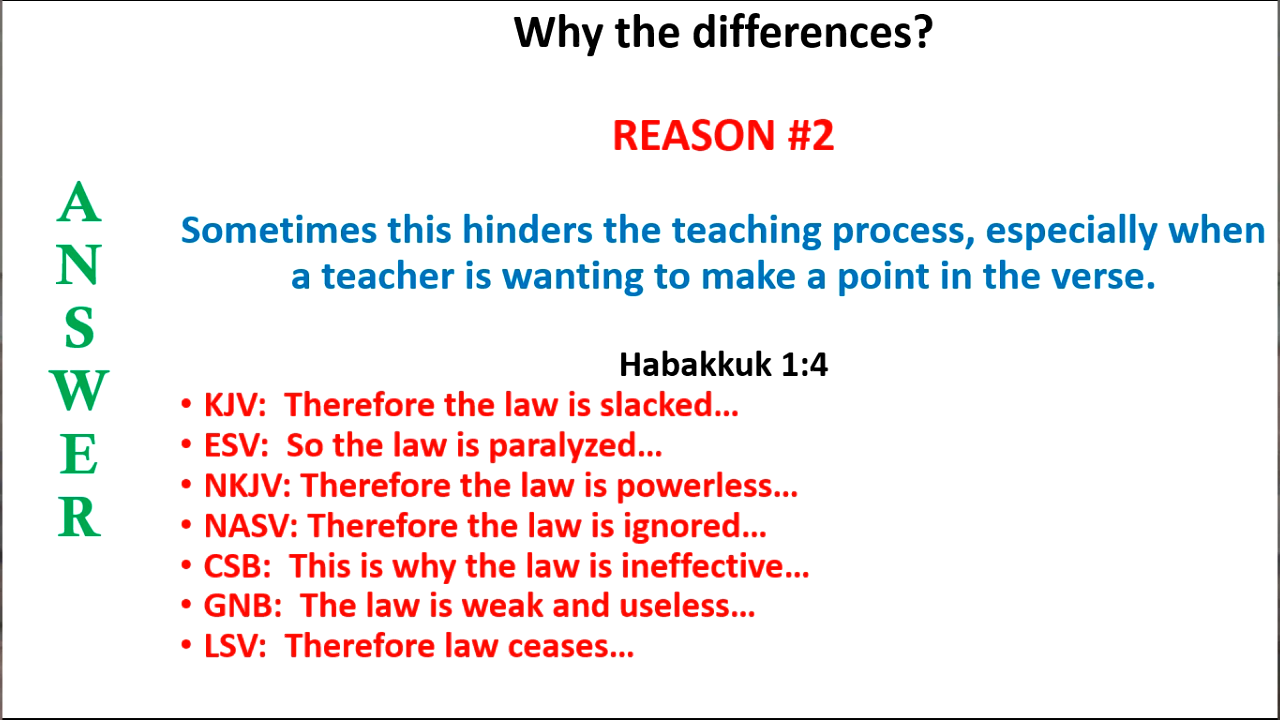 Why the differences?
REASON #2
A
N
S
W
E
R
Sometimes this hinders the teaching process, especially when
a teacher is wanting to make a point in the verse.
Habakkuk 1:4
• KJV:  Therefore the law is slacked...
• ESV:  So the law is paralyzed...
• NKJV: Therefore the law is powerless...
• NASV: Therefore the law is ignored...
• CSB:  This is why the law is ineffective...
• GNB:  The law is weak and useless...
• LSV:  Therefore law ceases...